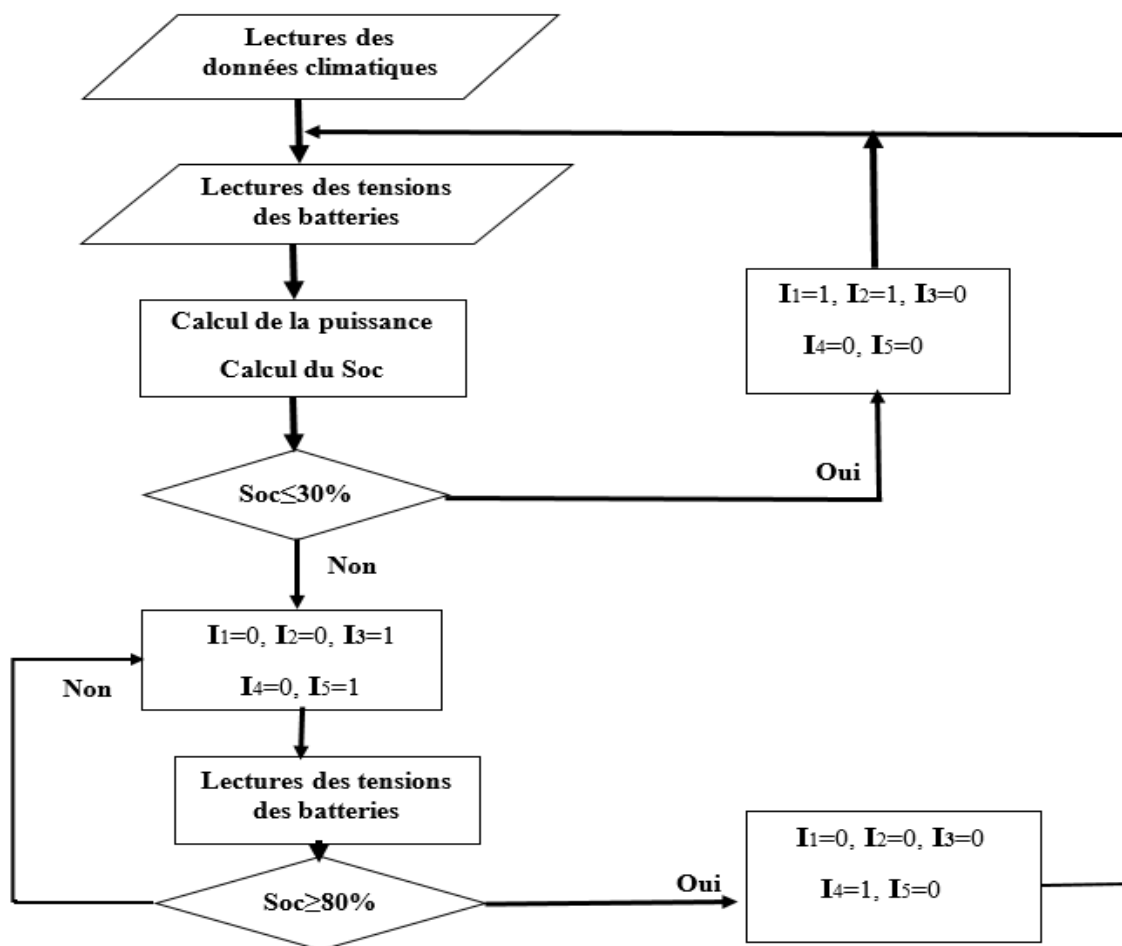 Lectures des
données climatiques
Lectures des tensions
des batteries
I1=1, I2=1, I3=0
I4=0, I5=0
Calcul de la puissance
Calcul du Soc
Oui
Soc≤30%
Non
I1=0, I2=0, I3=1
I4=0, I5=1
Non
Lectures des tensions
des batteries
Soc≥80%
Oui
I1=0, I2=0, I3=0
I4=1, I5=0